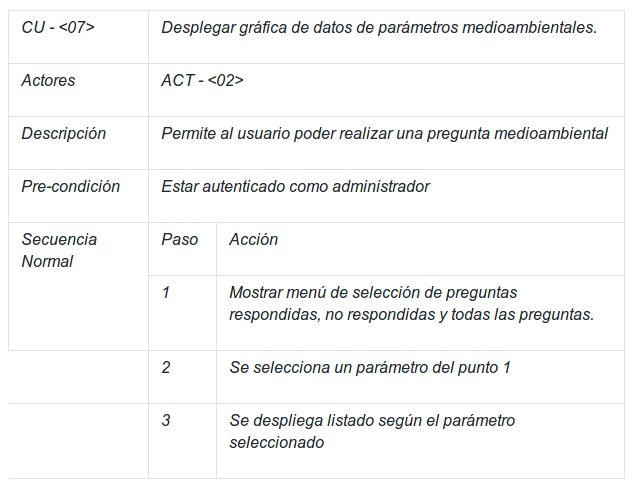 CU - <07> Desplegar gráfica de datos de parámetros medioambientales.
Actores ACT - <02>
Descripción Permite al usuario poder realizar una pregunta medioambiental
Pre-condición Estar autenticado como administrador
Secuencia Normal Paso Acción
1 Mostrar menú de selección de preguntas
respondidas, no respondidas y todas las preguntas.
2 Se selecciona un parámetro del punto 1
3 Se despliega listado según el parámetro
seleccionado